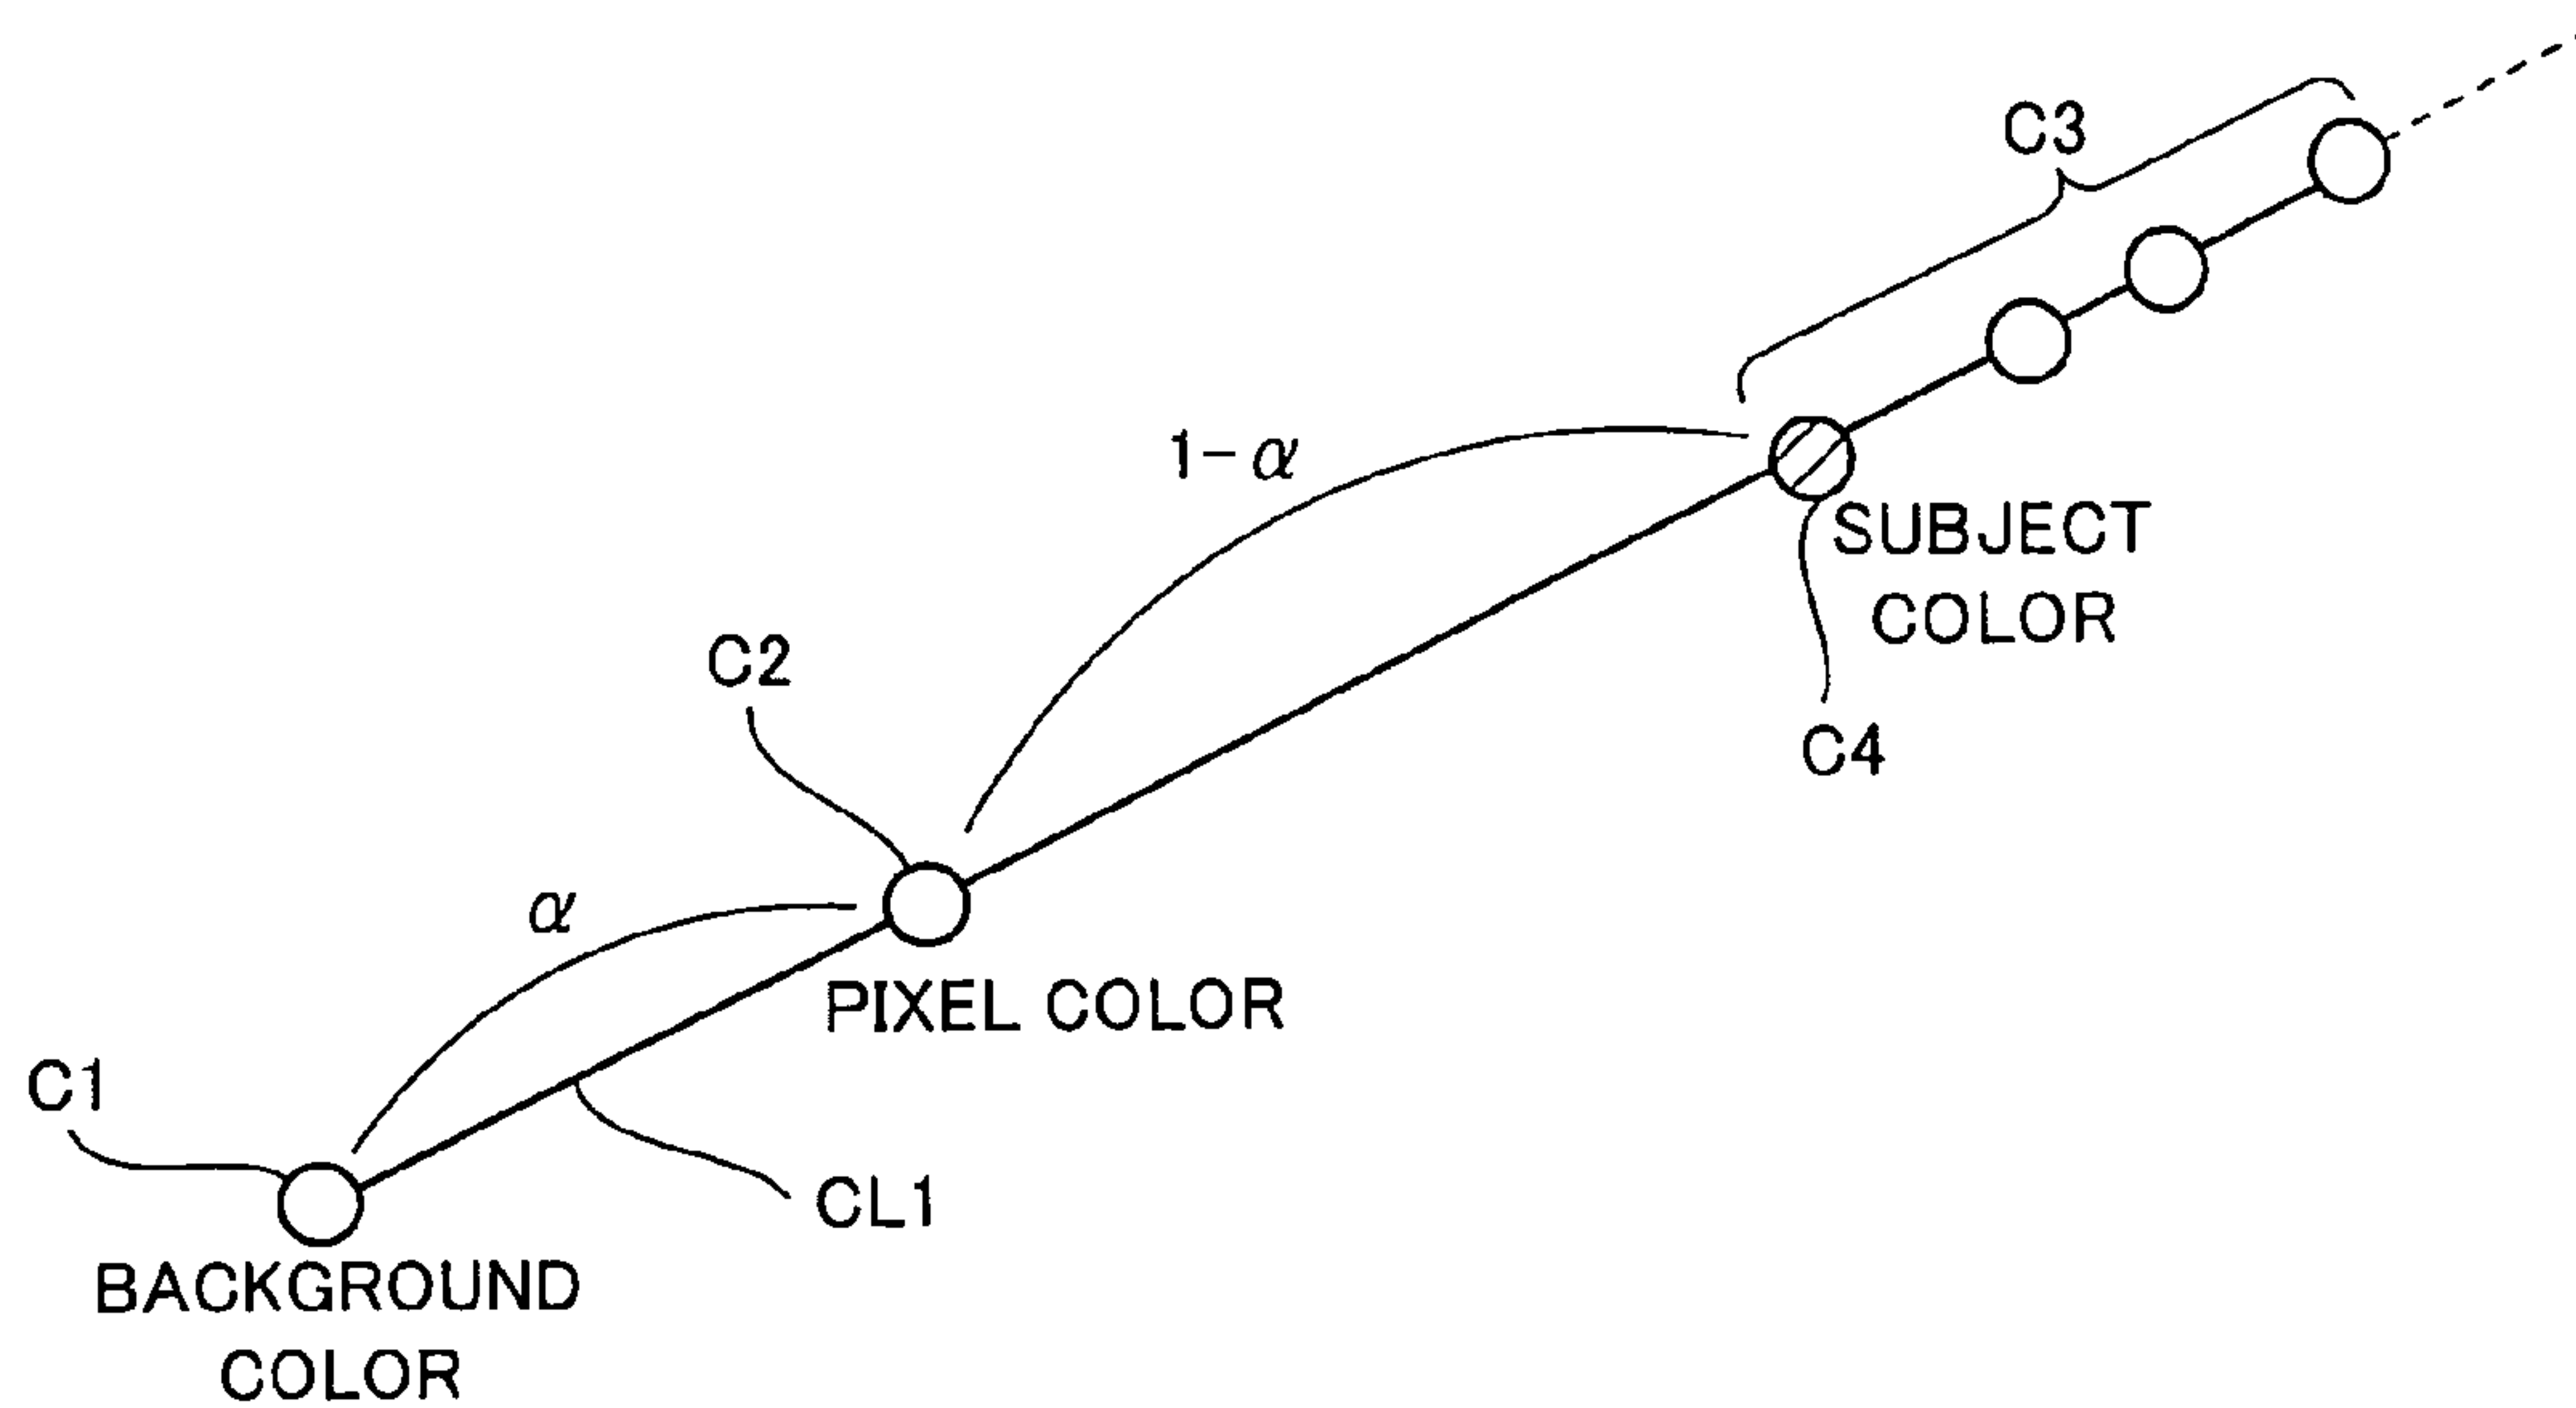 C3
1-α
SUBJECT
COLOR
C2
C4
α
PIXEL COLOR
C1
CL1
BACKGROUND
COLOR